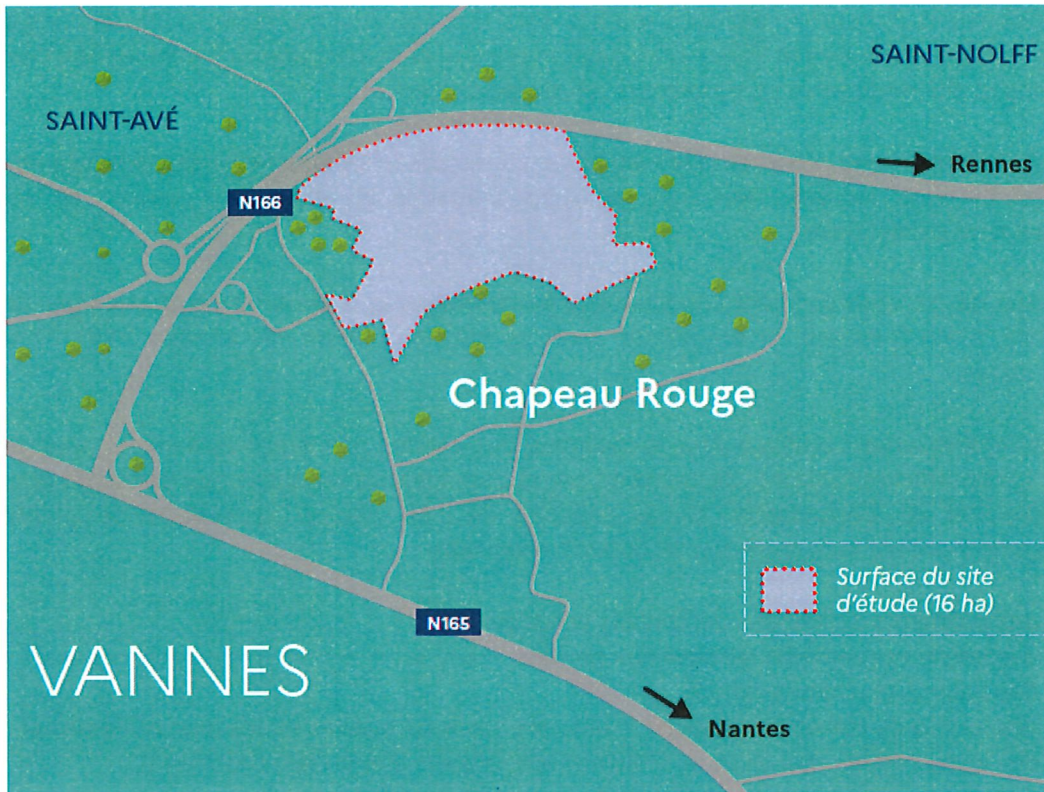 SAINT-NOLFF
SAINT-AVÉ
Rennes
N166
Chapeau Rouge
Surface du site
d'étude (16 ha)
N165
VANNES
Nantes